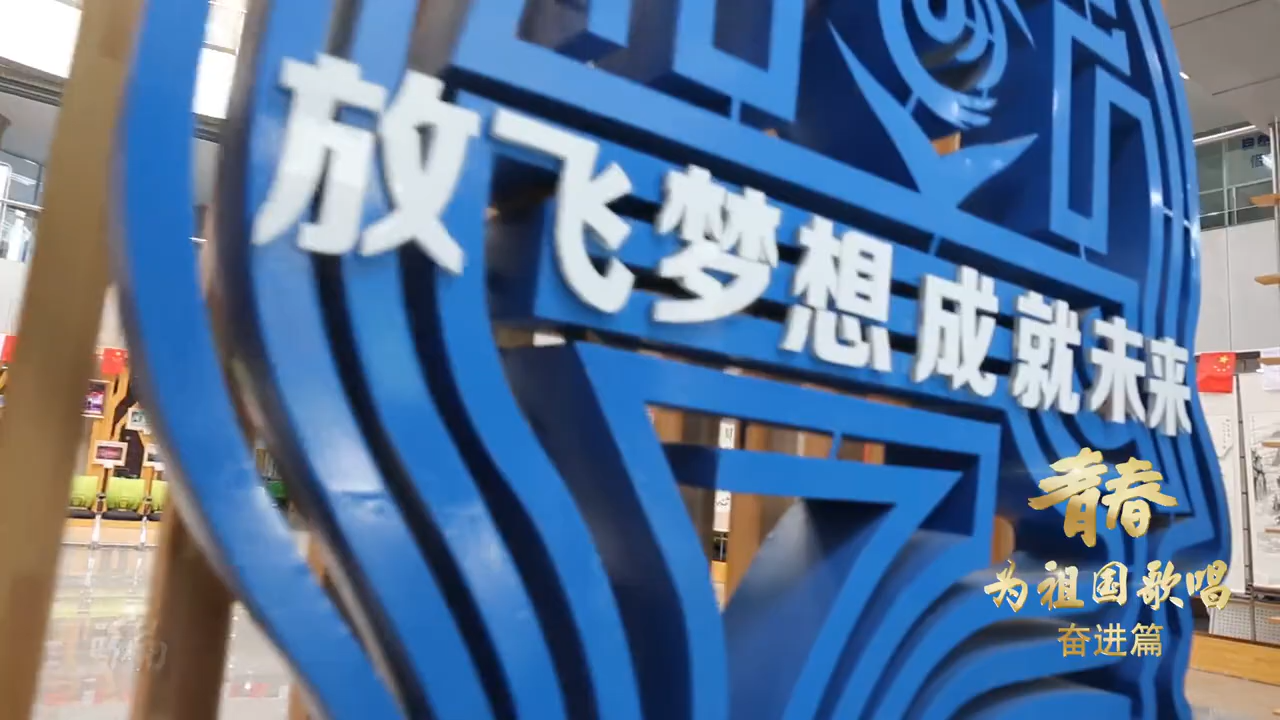 放飞梦想 成就未来
青春
为祖国歌唱
奋进篇